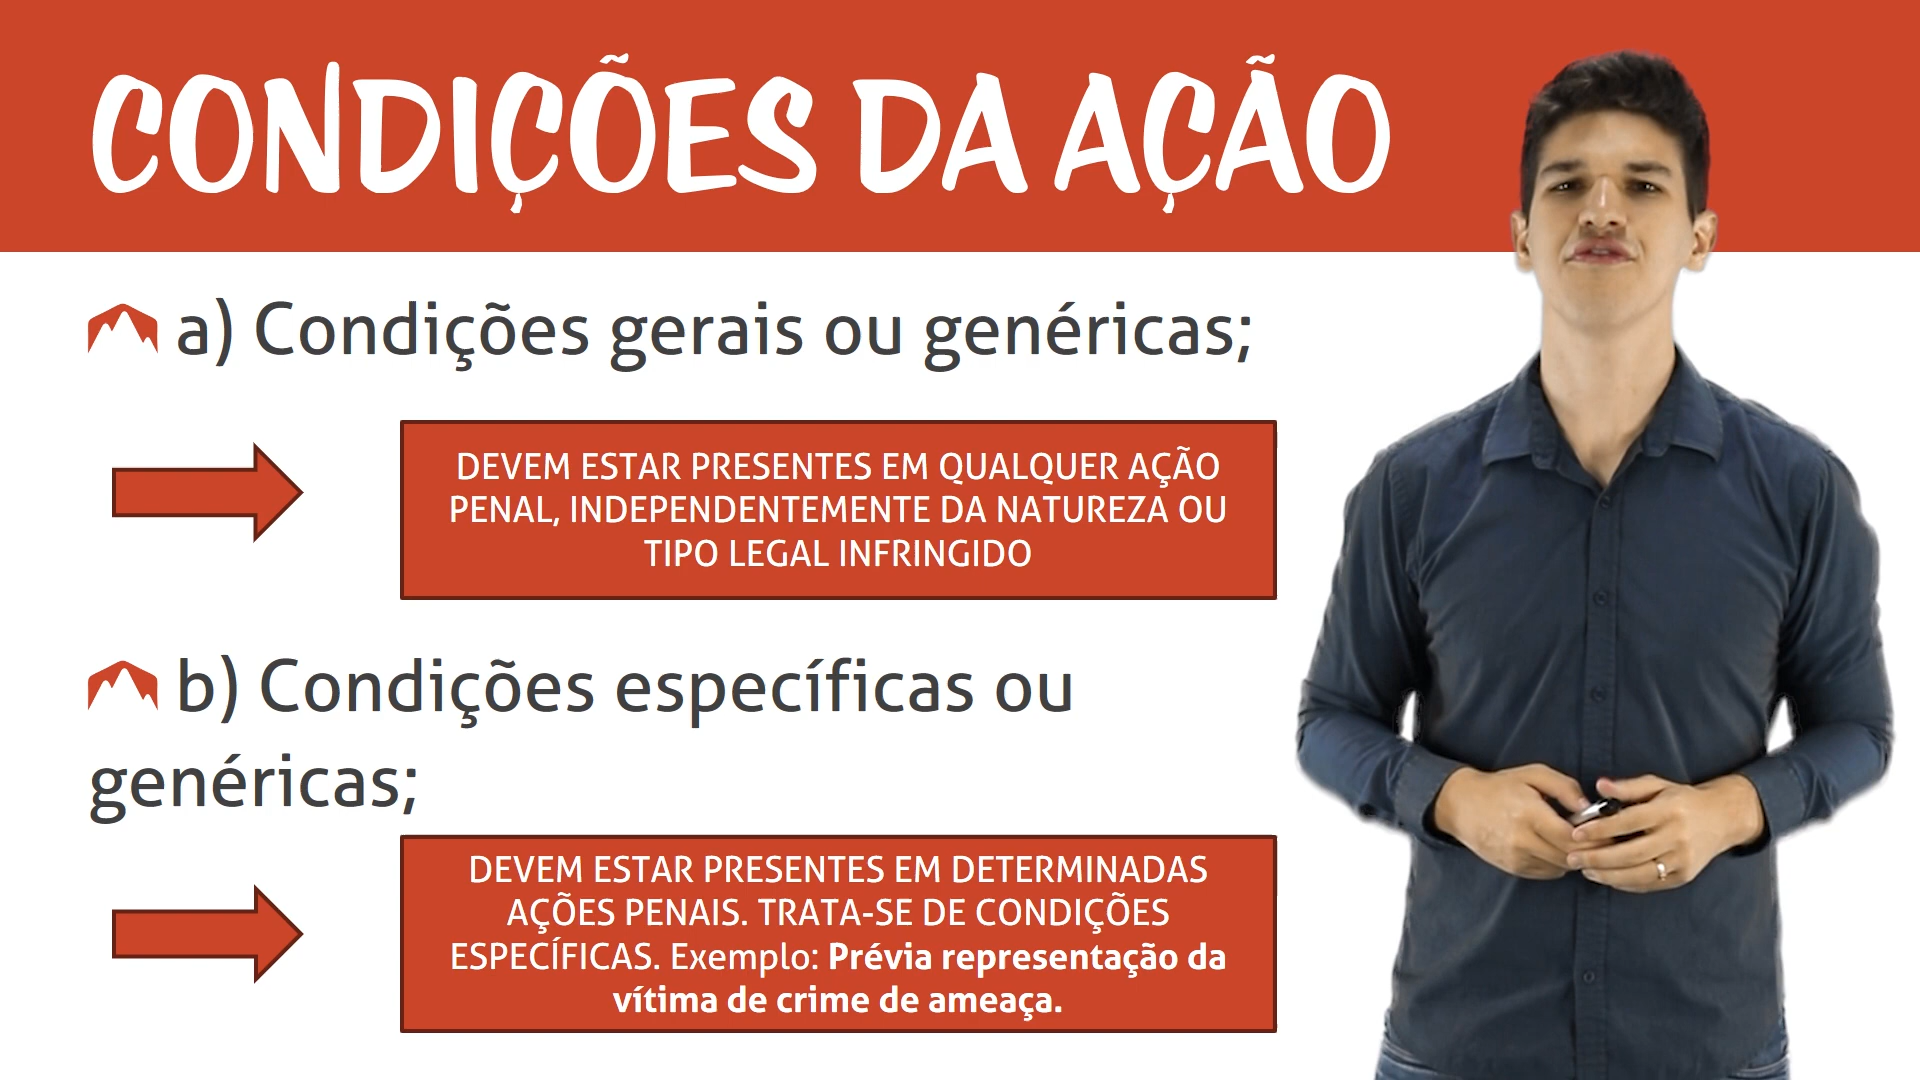 CONDIÇÕES DA AÇÃO
a) Condições gerais ou genéricas;
DEVEM ESTAR PRESENTES EM QUALQUER AÇÃO
PENAL, INDEPENDENTEMENTE DA NATUREZA OU
TIPO LEGAL INFRINGIDO
b) Condições específicas ou
genéricas;
DEVEM ESTAR PRESENTES EM DETERMINADAS
AÇÕES PENAIS. TRATA-SE DE CONDIÇÕES
ESPECÍFICAS. Exemplo: Prévia representação da
vítima de crime de ameaça.